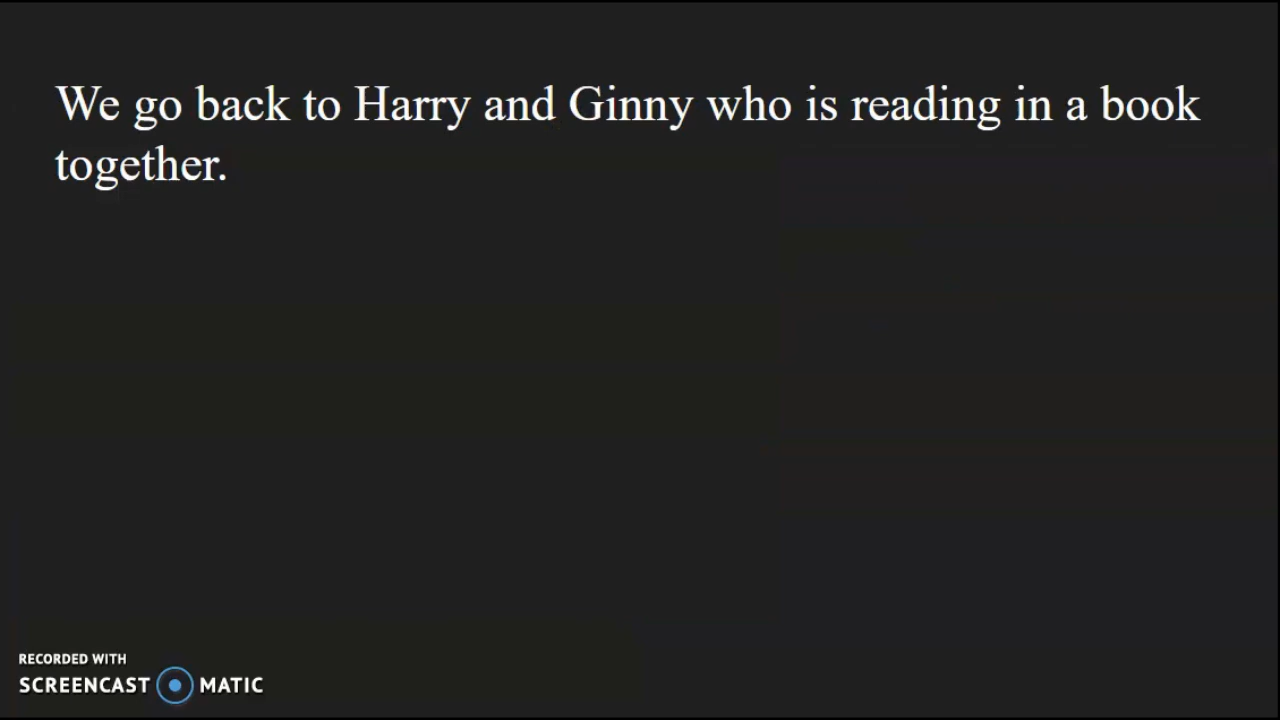 We go back to Harry and Ginny who is reading in a book
together.
RECORDED WITH
SCREENCAST MATIC